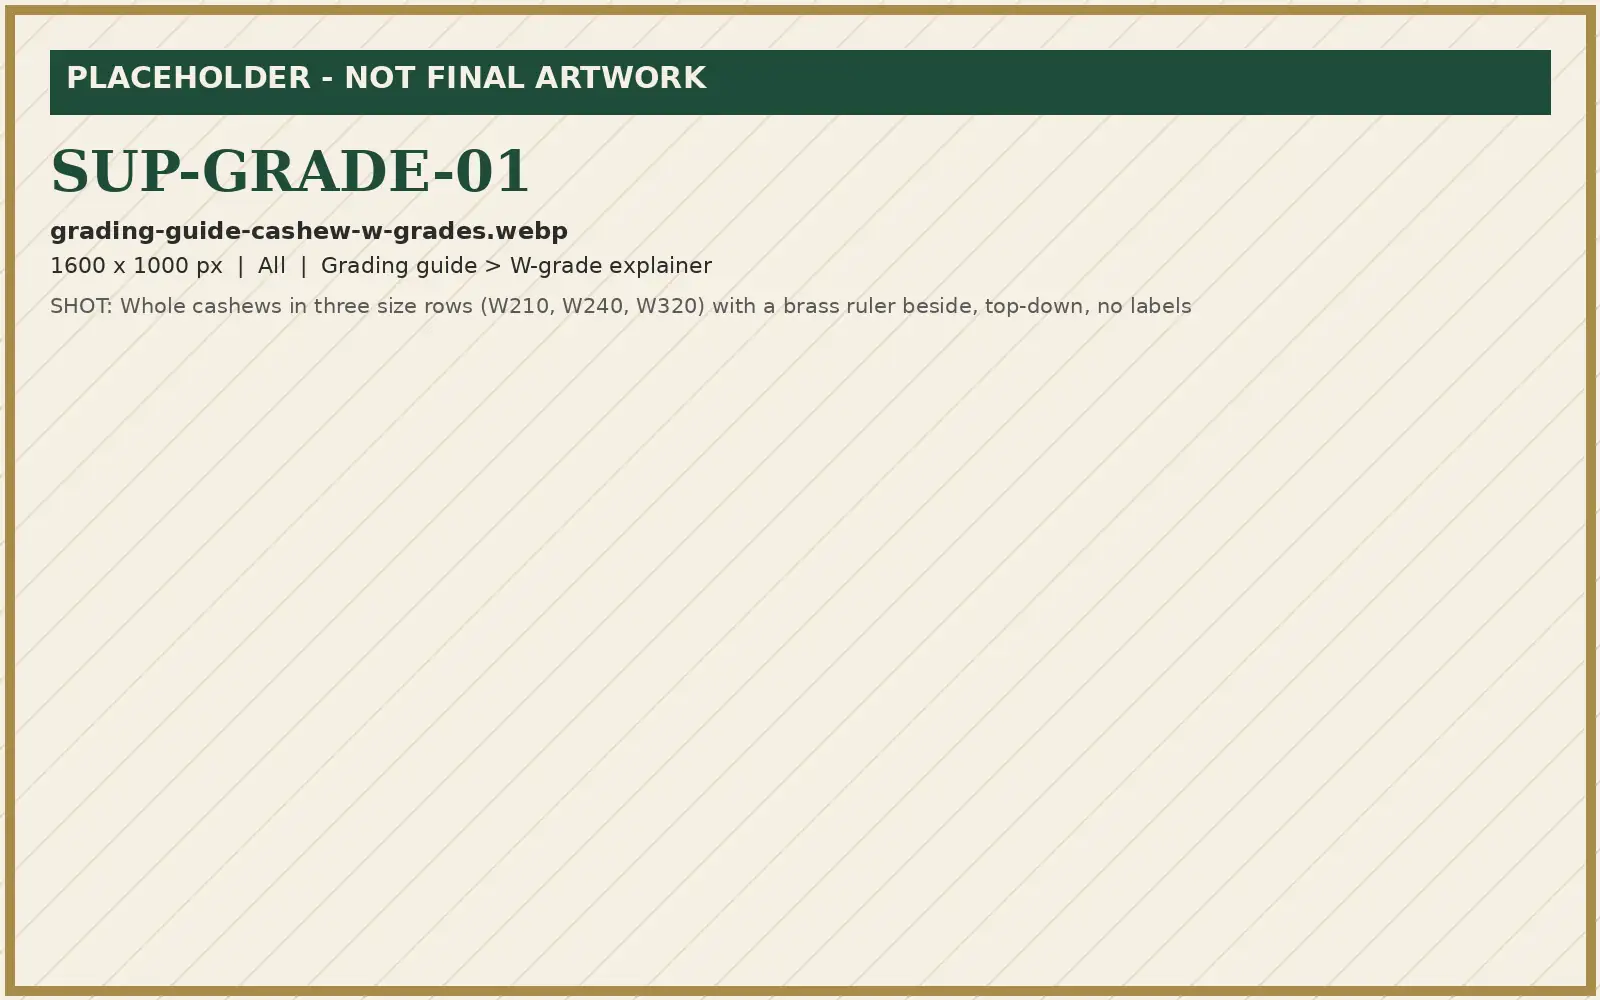 PLACEHOLDER - NOT FINAL ARTWORK
SUP-GRADE-01
grading-guide-cashew-w-grades.webp
1600 x 1000 px | All | Grading guide > W-grade explainer
SHOT: Whole cashews in three size rows (W210, W240, W320) with a brass ruler beside, top-down, no labels